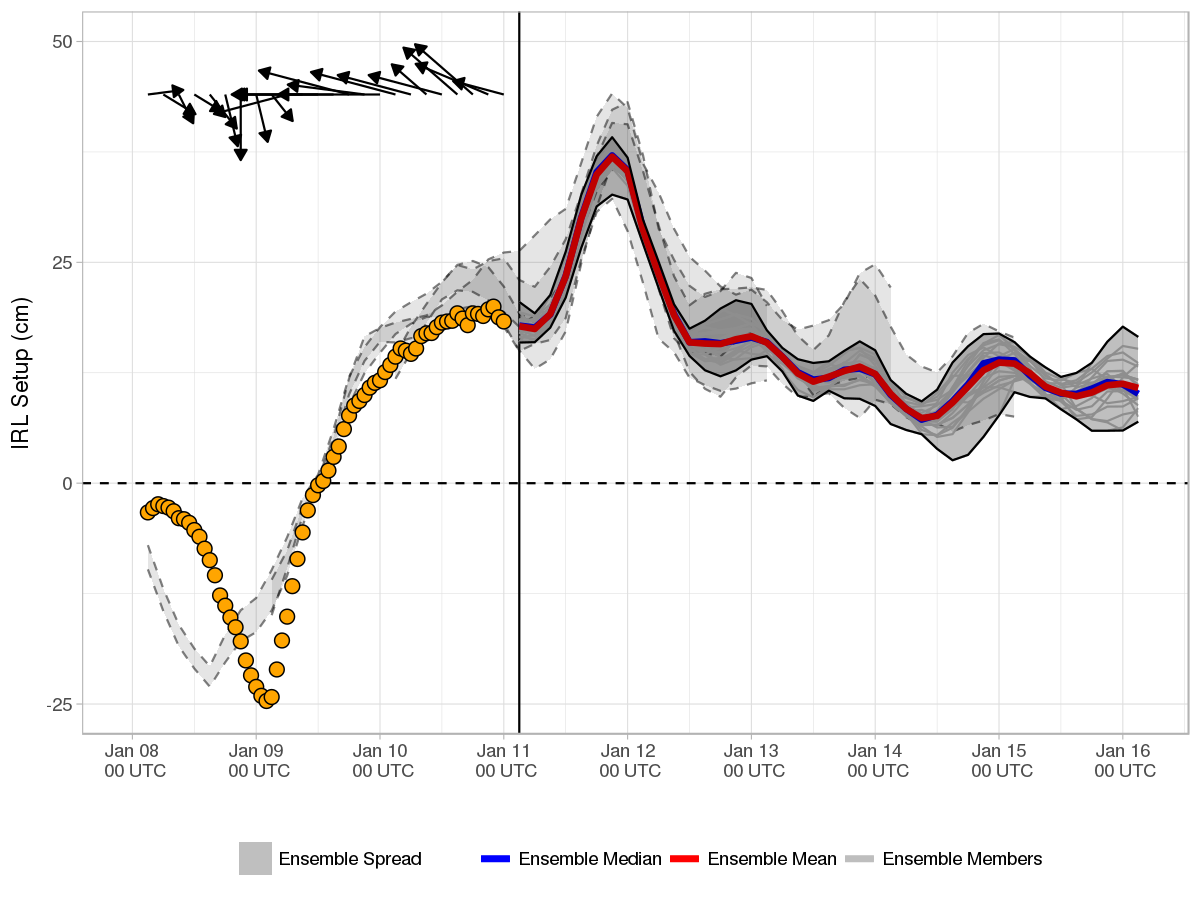 50
25
0
-25
IRL Setup (cm)
Jan 08 Jan 09 Jan 10 Jan 11 Jan 12 Jan 13 Jan 14 Jan 15 Jan 16
00 UTC 00 UTC 00 UTC 00 UTC 00 UTC 00 UTC 00 UTC 00 UTC 00 UTC
Ensemble Spread Ensemble Median Ensemble Mean Ensemble Members